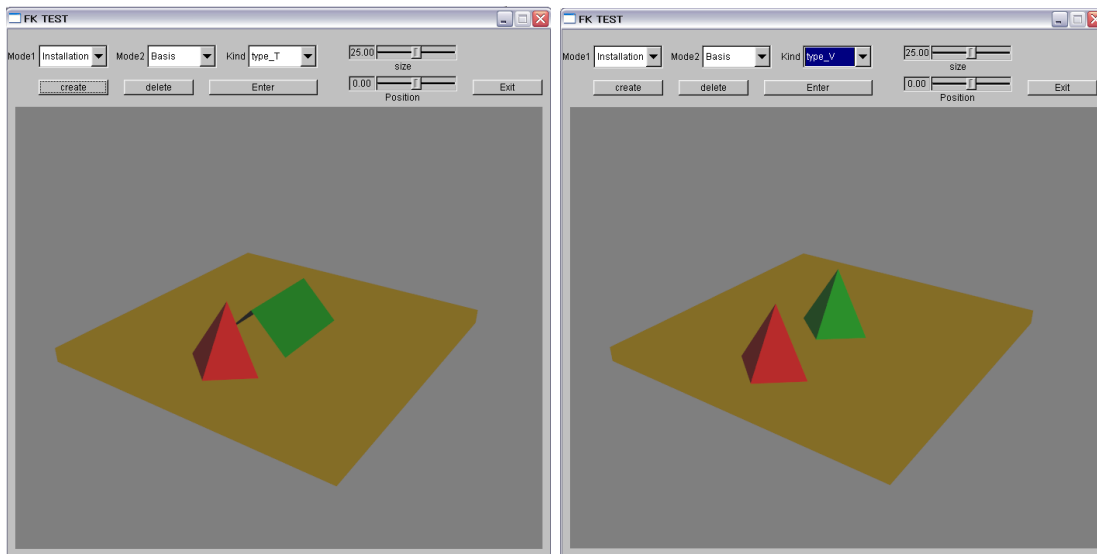 FK TEST
Mode1 Installation Mode2 Basis Kind type_T 25.00
size
create delete Enter 0.00 Exit
Position
FK TEST
Mode1 Installation Mode2 Basis Kind type_V 25.00
size
create delete Enter 0.00 Exit
Position